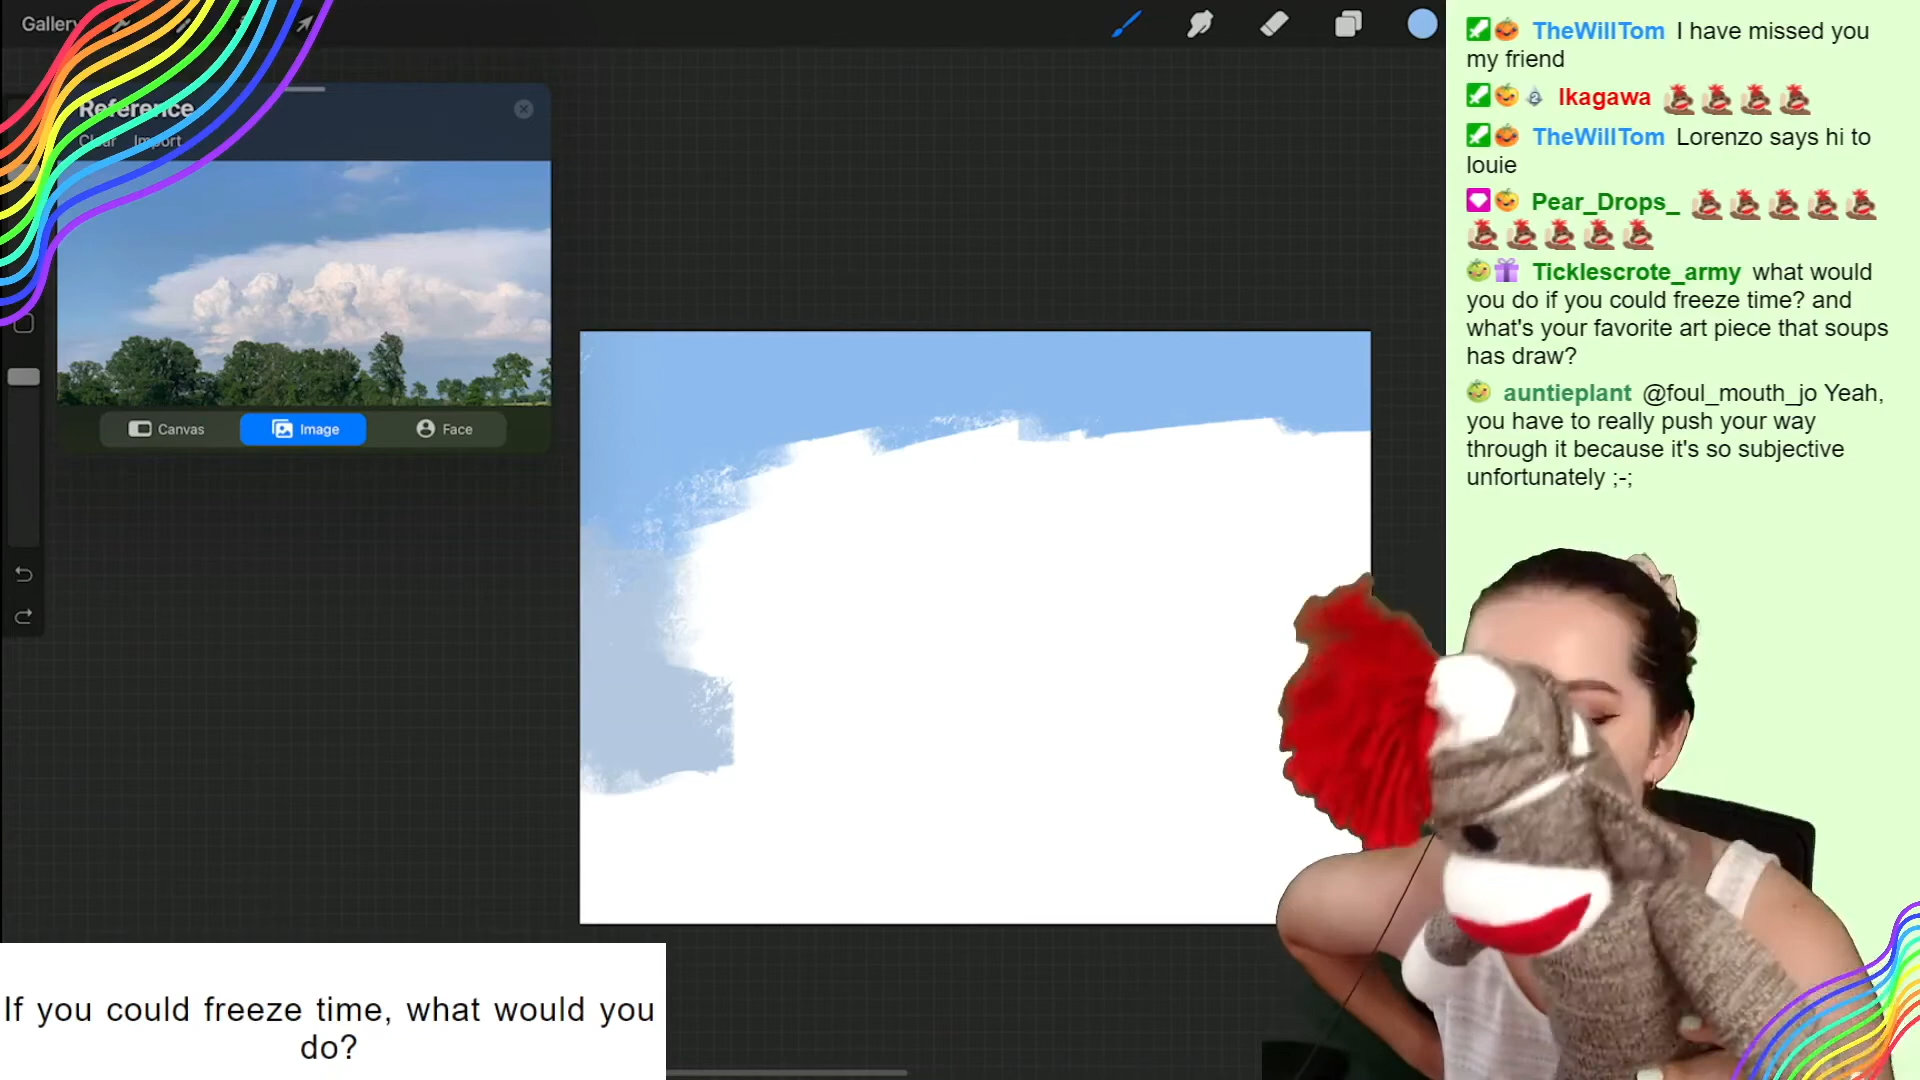 Gallery
Reference
Clear Import
Canvas Image Face
TheWillTom I have missed you
my friend
2 Ikagawa
TheWillTom Lorenzo says hi to
louie
Pear_Drops_
Ticklescrote_army what would
you do if you could freeze time? and
what's your favorite art piece that soups
has draw?
auntieplant @foul_mouth_jo Yeah,
you have to really push your way
through it because it's so subjective
unfortunately ;-;
If you could freeze time, what would you
do?